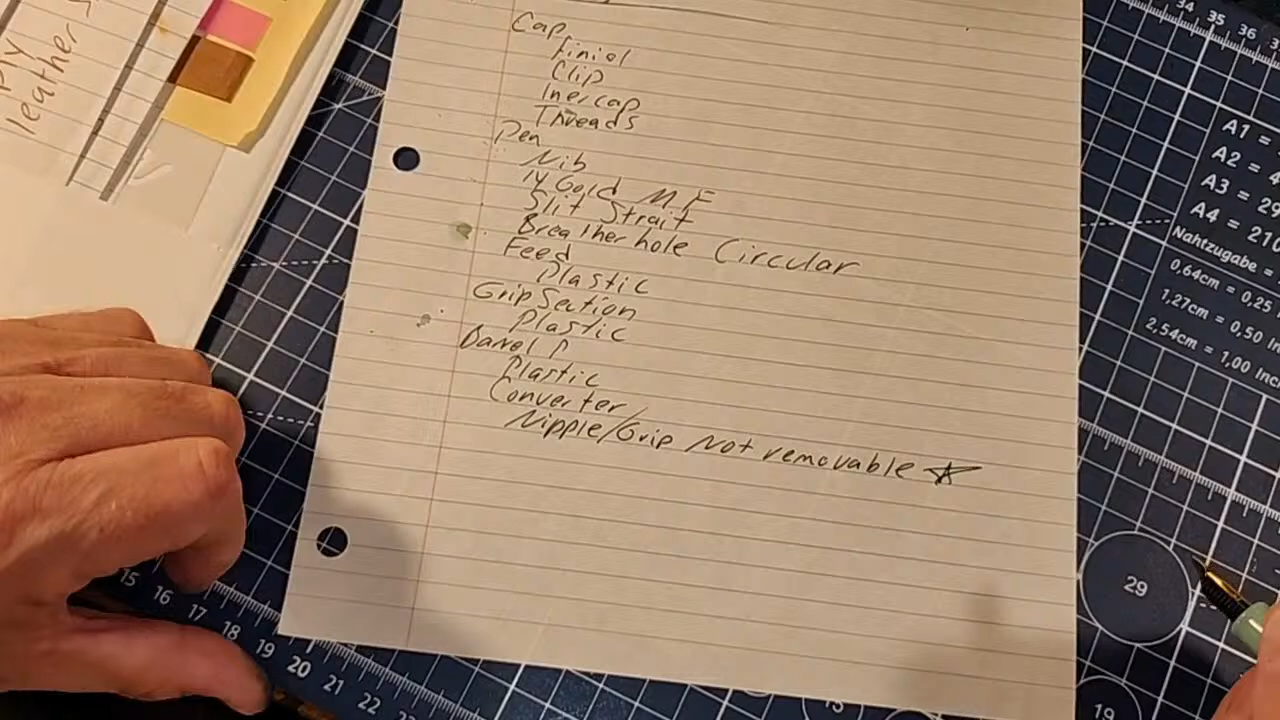 leather
Cap
finiol
Clip
Inercap
Threads
Pen
Nib
14 Gold M.F
Slit Strait
Breather hole Circular
Feed
Plastic
Grip Section
Plastic
Plastic
Converter
Nipple/Grip Not removable
34 35 36
A1 =
A2 = 4
A3 = 29
A4 = 210
Nahtzugabe =
0,64cm = 0,25
1,27cm = 0,50 In
2,54cm = 1,00 Inc
29
15 16 17 18 19 20 21 22
19